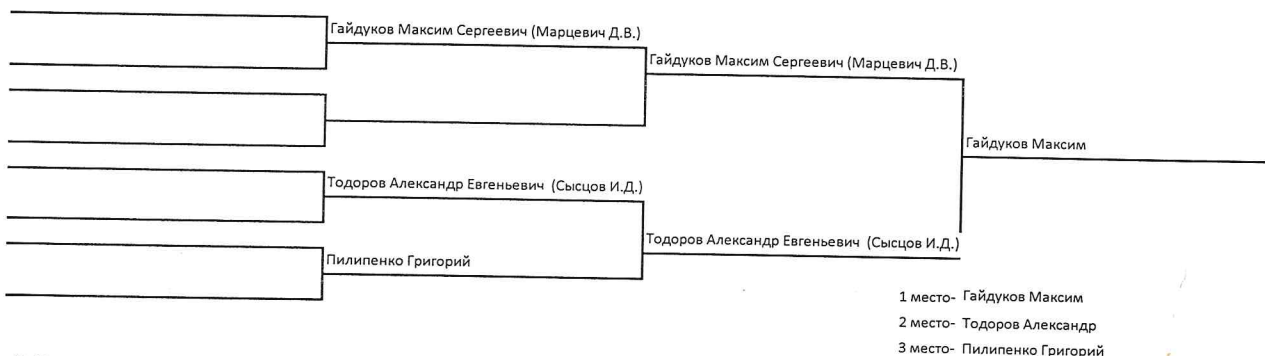 Гайдуков Максим Сергеевич (Марцевич Д.В.)
Гайдуков Максим Сергеевич (Марцевич Д.В.)
Гайдуков Максим
Тодоров Александр Евгеньевич (Сысцов И.Д.)
Тодоров Александр Евгеньевич (Сысцов И.Д.)
Пилипенко Григорий
1 место- Гайдуков Максим
2 место- Тодоров Александр
3 место- Пилипенко Григорий